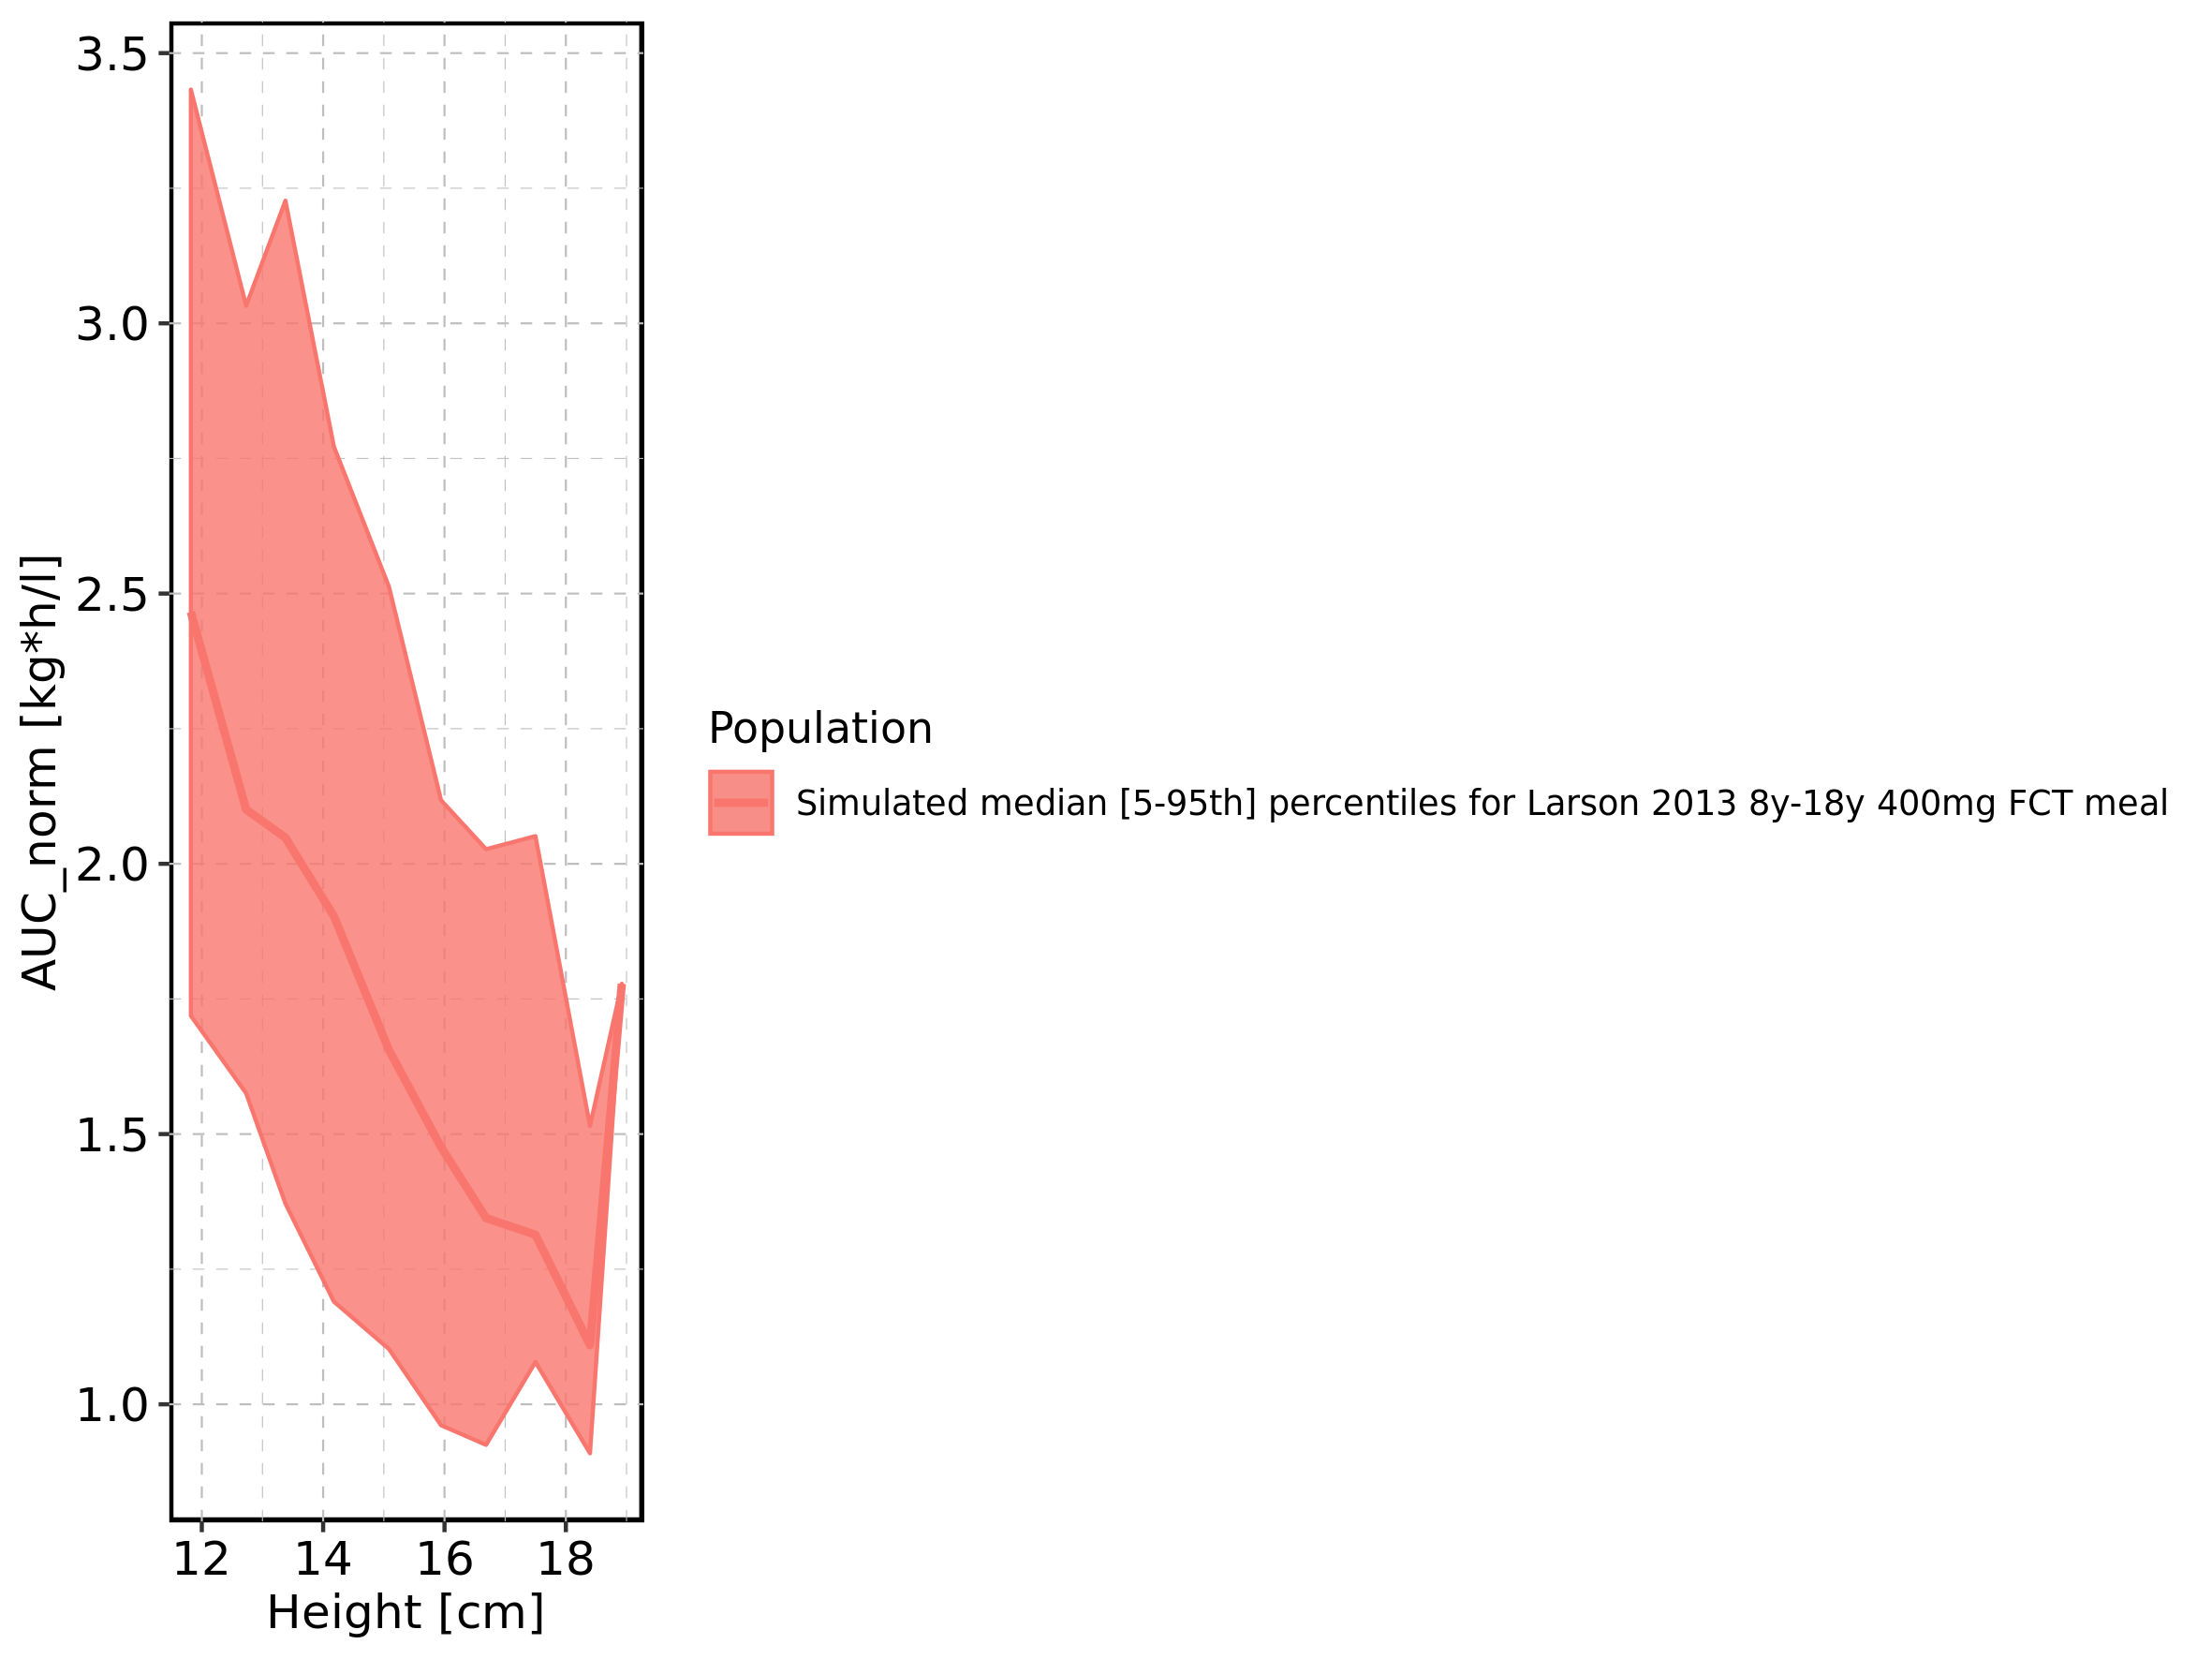 3.5
3.0
2.5
2.0
1.5
1.0
AUC_norm [kg*h/l]
12 14 16 18
Height [cm]
Population
Simulated median [5-95th] percentiles for Larson 2013 8y-18y 400mg FCT meal